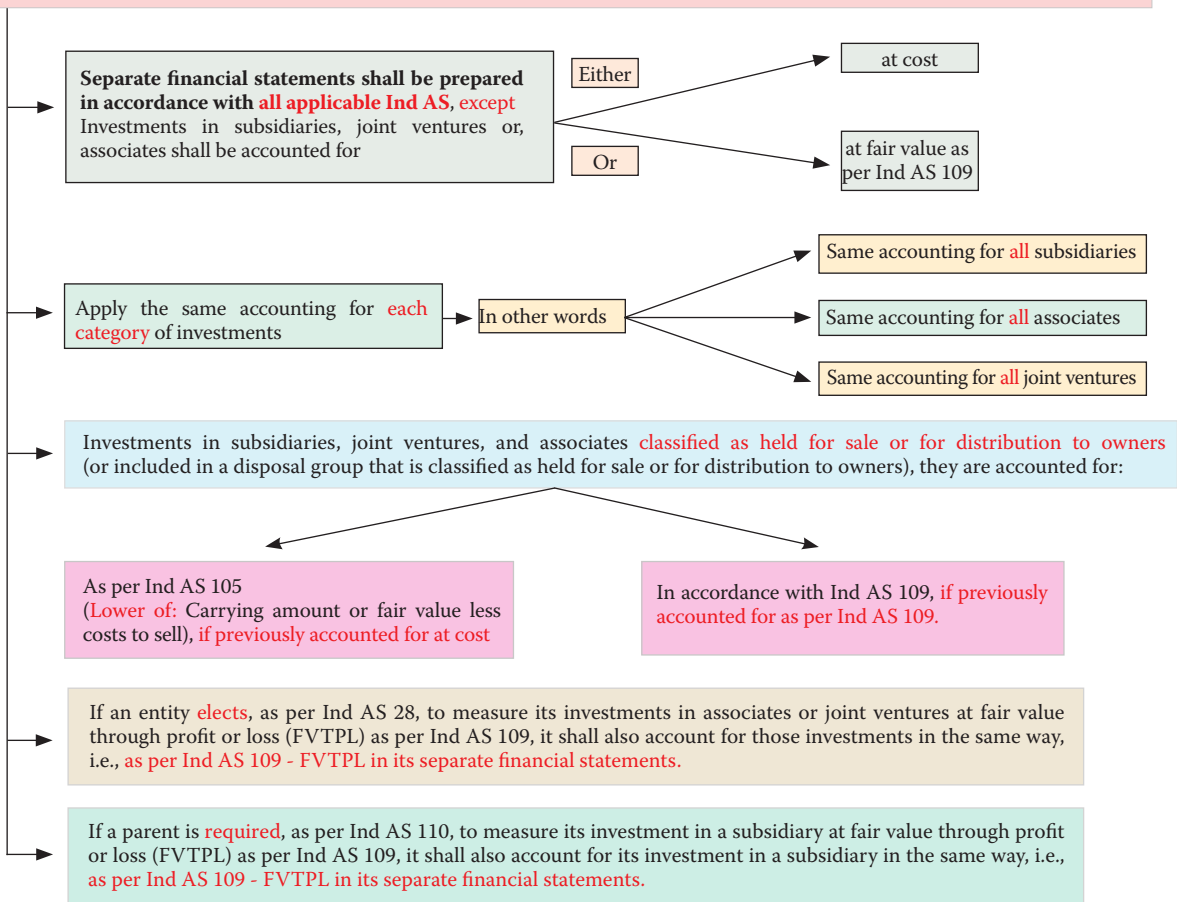 Separate financial statements shall be prepared
in accordance with all applicable Ind AS, except
Investments in subsidiaries, joint ventures or,
associates shall be accounted for
Either
Or
at cost
at fair value as
per Ind AS 109
Apply the same accounting for each
category of investments
In other words
Same accounting for all subsidiaries
Same accounting for all associates
Same accounting for all joint ventures
Investments in subsidiaries, joint ventures, and associates classified as held for sale or for distribution to owners
(or included in a disposal group that is classified as held for sale or for distribution to owners), they are accounted for:
As per Ind AS 105
(Lower of: Carrying amount or fair value less
costs to sell), if previously accounted for at cost
In accordance with Ind AS 109, if previously
accounted for as per Ind AS 109.
If an entity elects, as per Ind AS 28, to measure its investments in associates or joint ventures at fair value
through profit or loss (FVTPL) as per Ind AS 109, it shall also account for those investments in the same way,
i.e., as per Ind AS 109 - FVTPL in its separate financial statements.
If a parent is required, as per Ind AS 110, to measure its investment in a subsidiary at fair value through profit
or loss (FVTPL) as per Ind AS 109, it shall also account for its investment in a subsidiary in the same way, i.e.,
as per Ind AS 109 - FVTPL in its separate financial statements.